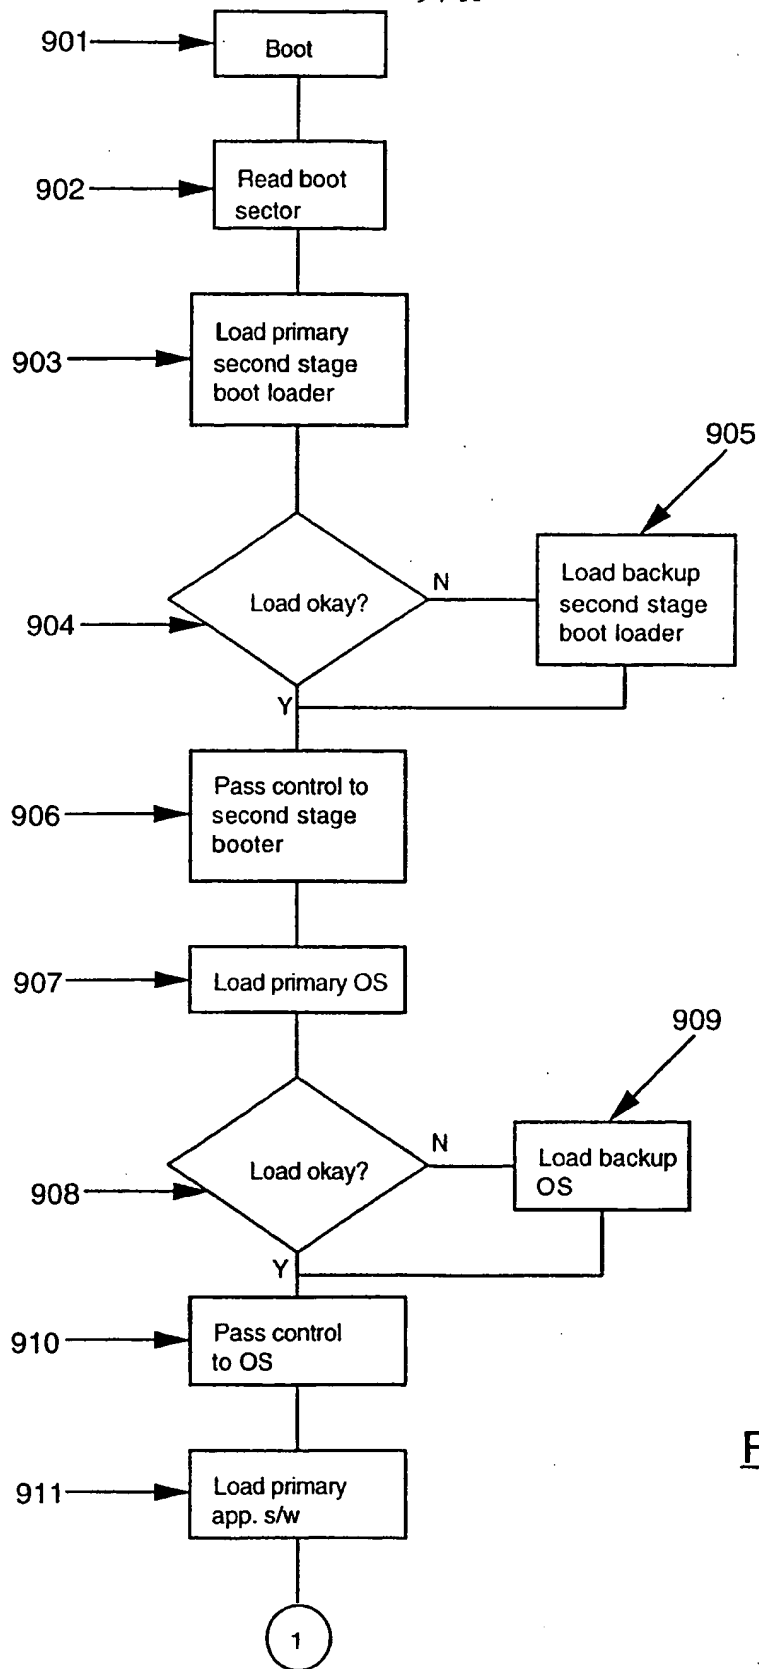 901
Boot
902
Read boot
sector
903
Load primary
second stage
boot loader
905
904
Load okay?
N
Load backup
second stage
boot loader
Y
906
Pass control to
second stage
booter
907
Load primary OS
909
908
Load okay?
N
Load backup
OS
Y
910
Pass control
to OS
911
Load primary
app. s/w
1